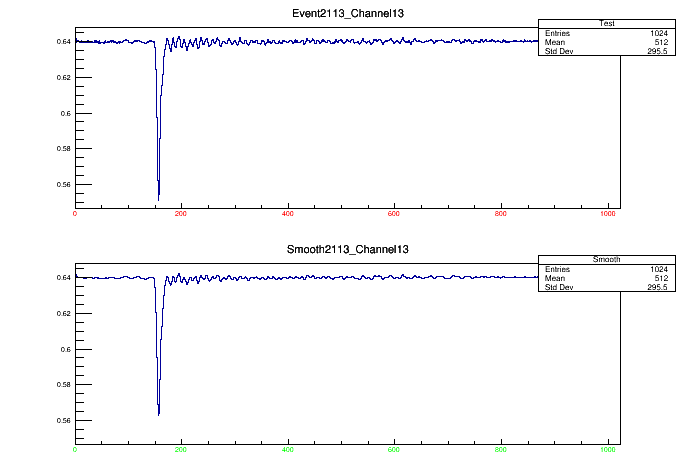 Event2113_Channel13
Test
Entries 1024
Mean 512
Std Dev 295.5
0.64
0.62
0.6
0.58
0.56
0 200 400 600 800 1000
Smooth2113_Channel13
Smooth
Entries 1024
Mean 512
Std Dev 295.5
0.64
0.62
0.6
0.58
0.56
0 200 400 600 800 1000